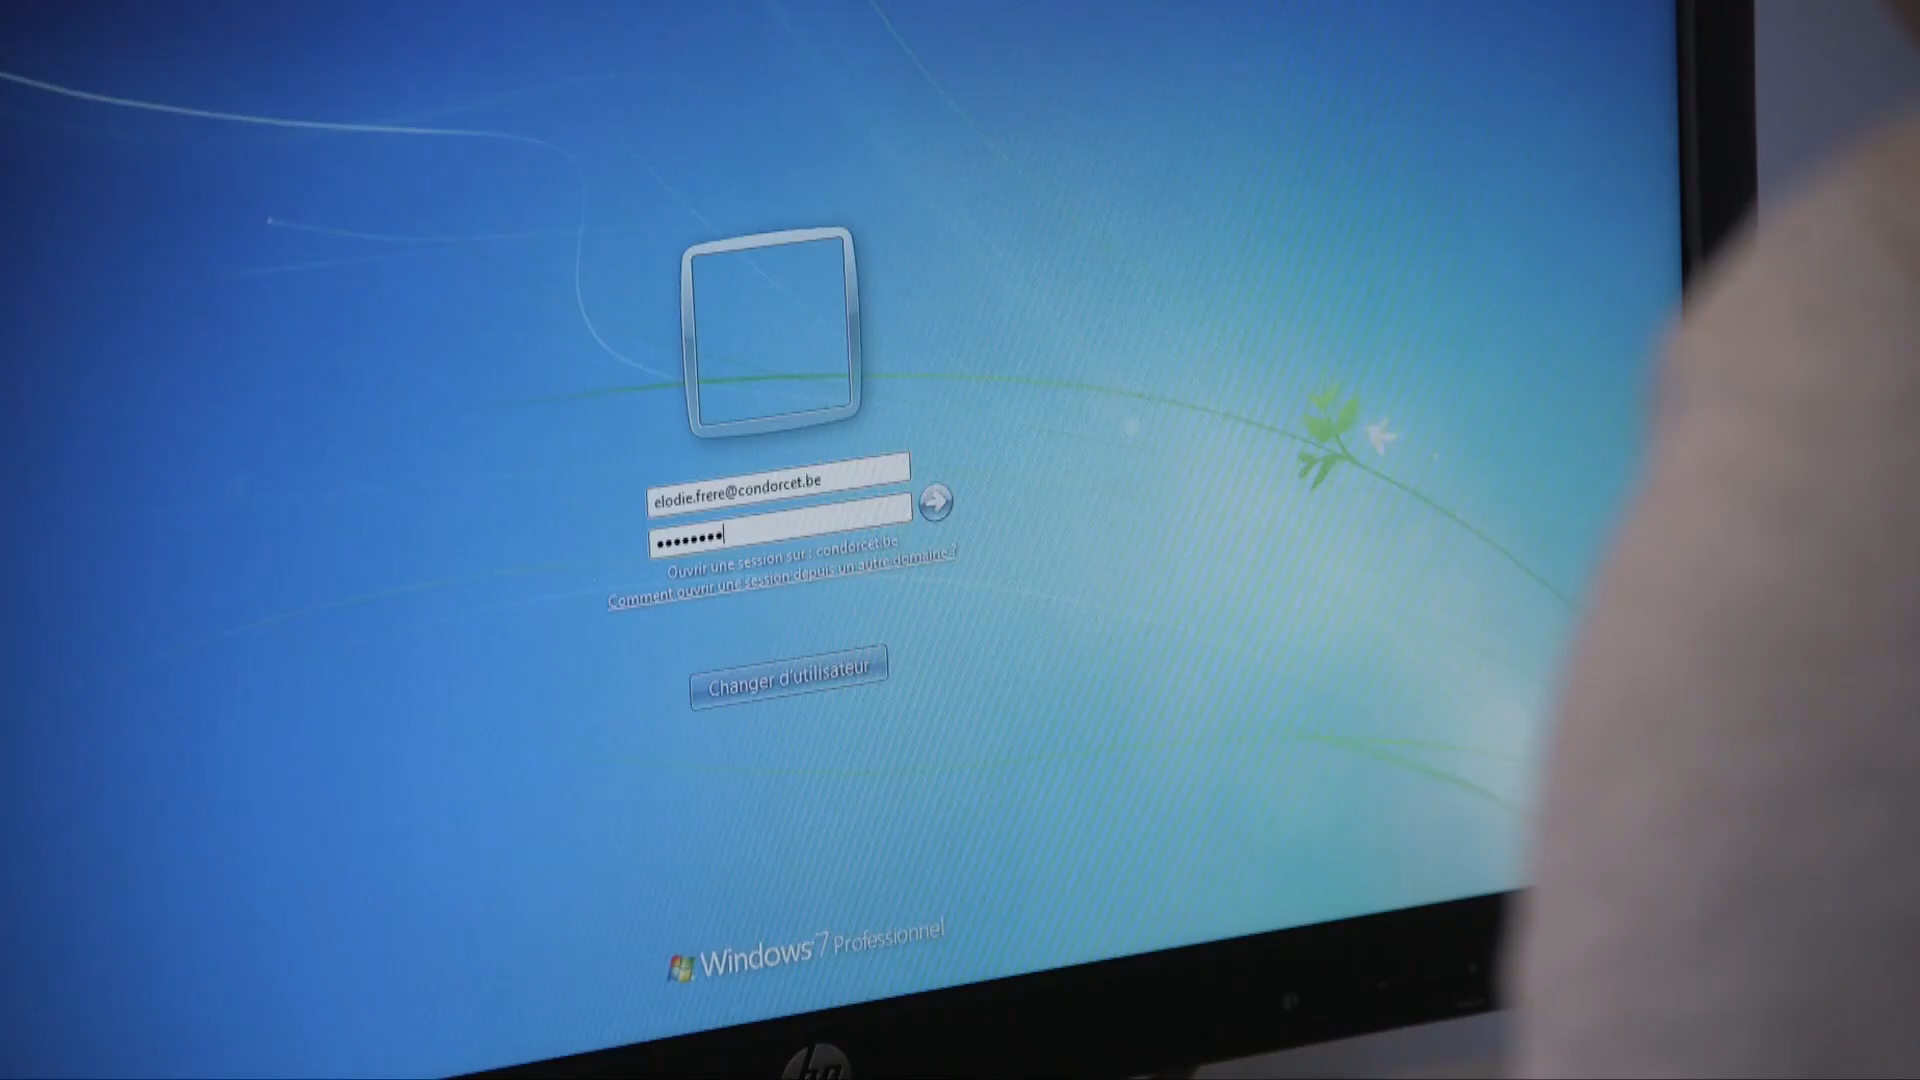 elodie.frere@condorcet.be
••••••••
Ouvrir une session sur : condorcet.be
Comment ouvrir une session depuis un autre domaine ?
Changer d'utilisateur
Windows 7 Professionnel
hp